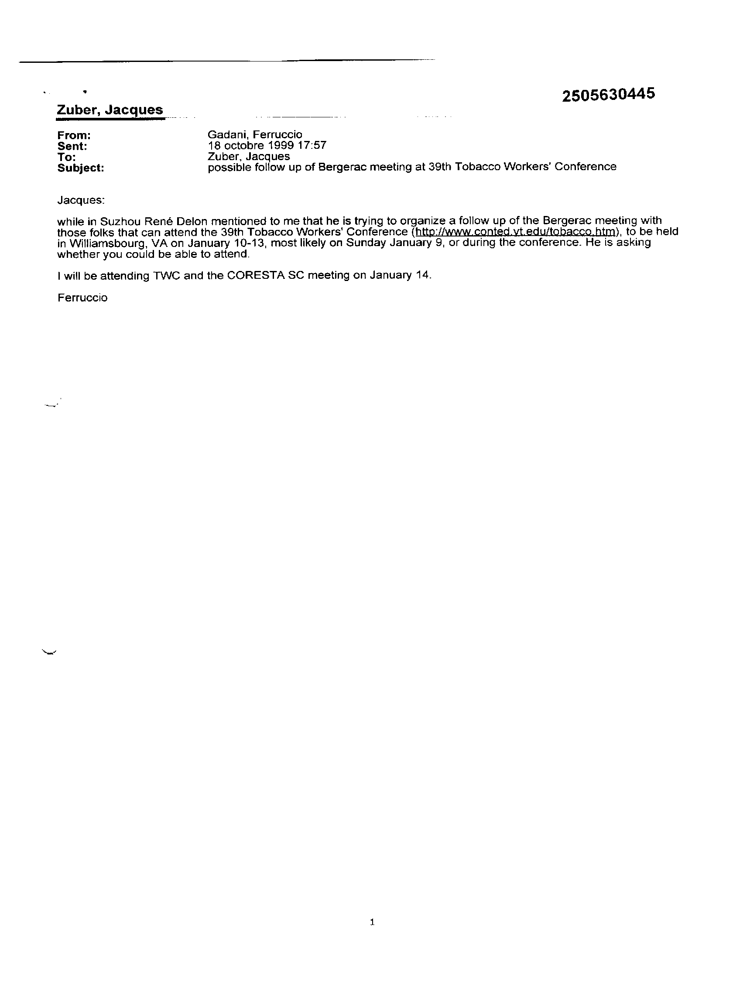 2505630445
Zuber, Jacques
From: Gadani, Ferruccio
Sent: 18 octobre 1999 17:57
To: Zuber, Jacques
Subject: possible follow up of Bergerac meeting at 39th Tobacco Workers' Conference
Jacques:
while in Suzhou René Delon mentioned to me that he is trying to organize a follow up of the Bergerac meeting with
those folks that can attend the 39th Tobacco Workers' Conference (http://www.conted.vt.edu/tobacco.htm), to be held
in Williamsbourg, VA on January 10-13, most likely on Sunday January 9, or during the conference. He is asking
whether you could be able to attend.
I will be attending TWC and the CORESTA SC meeting on January 14.
Ferruccio
1